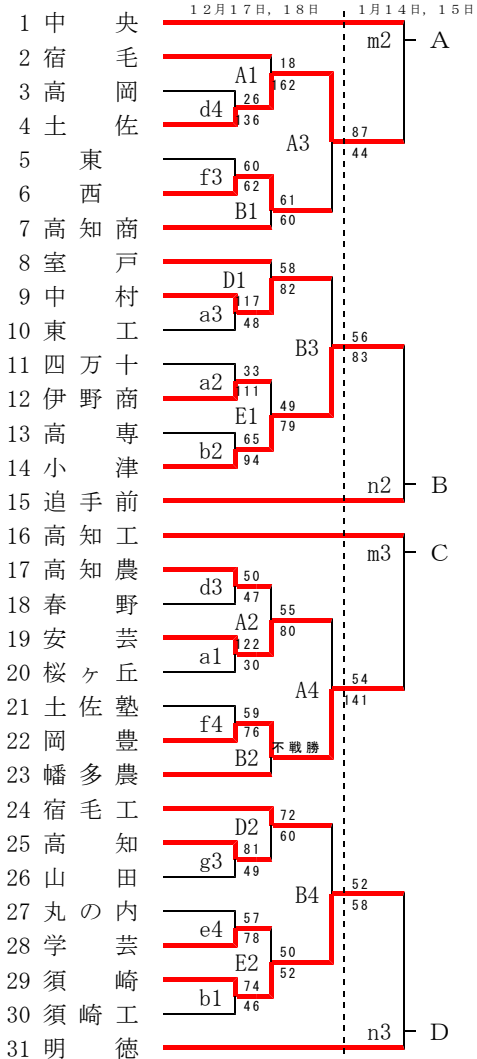 12月17日，18日 1月14日，15日
1 中央
m2 A
2 宿毛
18
A1
162
3 高岡
26
d4
136
4 土佐
87
A3
44
5 東
60
f3
62
6 西
61
B1
60
7 高知商
8 室戸
58
D1
82
9 中村
117
a3
48
10 東工
56
B3
83
11 四万十
33
a2
111
12 伊野商
49
E1
79
13 高専
65
b2
94
14 小津
n2 B
15 追手前
16 高知工
m3 C
17 高知農
50
d3
47
18 春野
55
A2
80
19 安芸
122
a1
30
20 桜ヶ丘
54
A4
141
21 土佐塾
59
f4
76
22 岡豊
不戦勝
B2
23 幡多農
24 宿毛工
72
D2
60
25 高知
81
g3
49
26 山田
52
B4
58
27 丸の内
57
e4
78
28 学芸
50
E2
52
29 須崎
74
b1
46
30 須崎工
n3 D
31 明徳